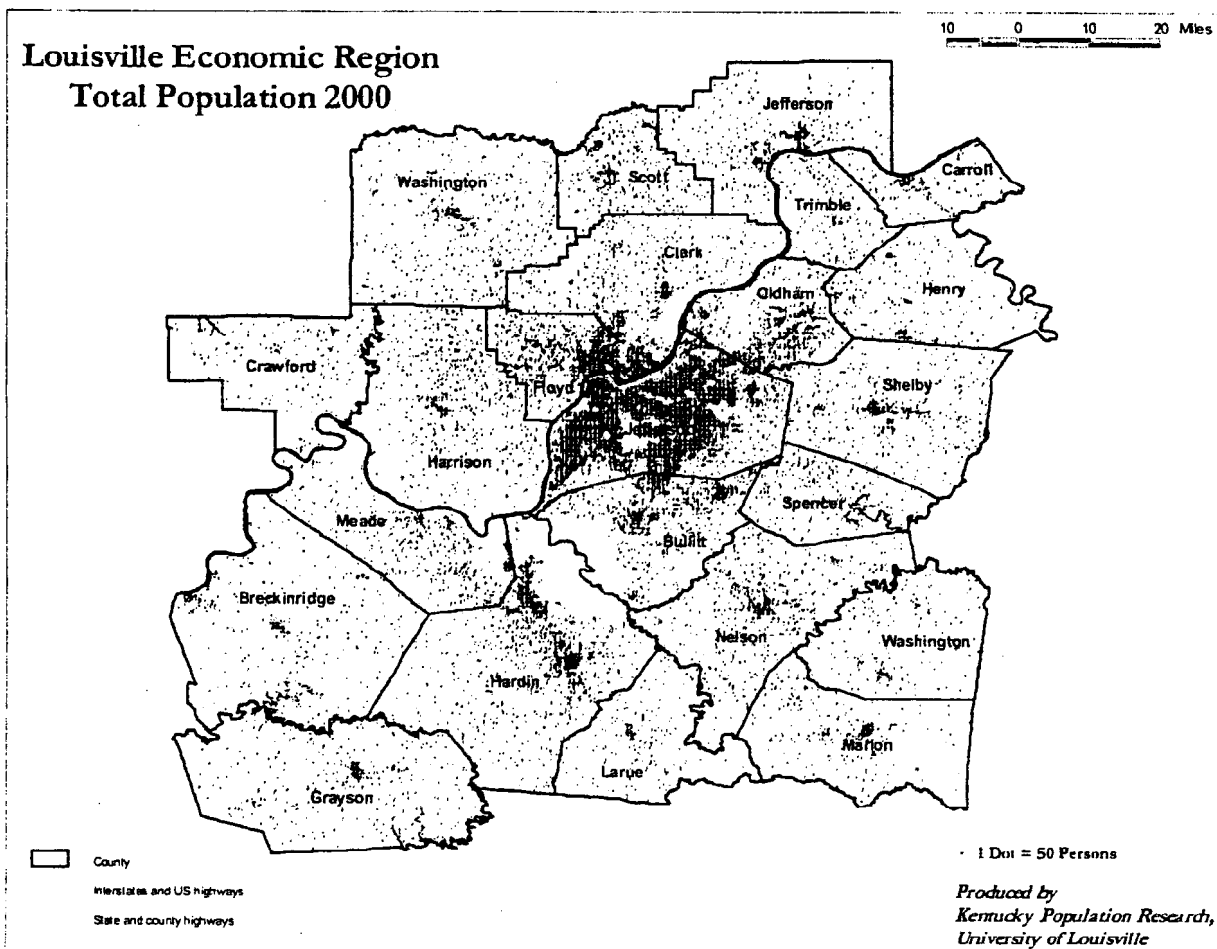 Louisville Economic Region
Total Population 2000
10 0 10 20 Miles
Jefferson
Carroll
Scott
Washington
Trimble
Clark
Oldham
Henry
Crawford
Floyd
Shelby
Jefferson
Harrison
Spencer
Meade
Bullitt
Breckinridge
Nelson
Washington
Hardin
Marion
Larue
Grayson
County
Interstates and US highways
State and county highways
· 1 Dot = 50 Persons
Produced by
Kentucky Population Research,
University of Louisville